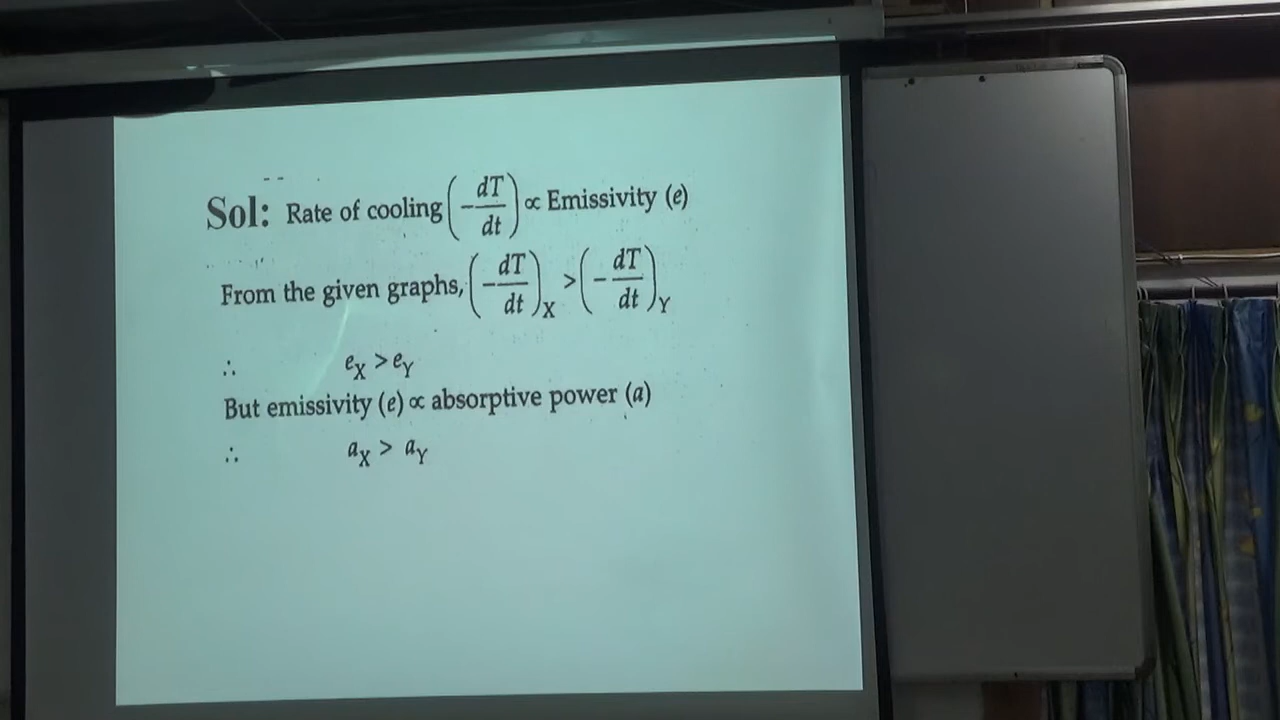 Sol: Rate of cooling (-dT/dt) ∝ Emissivity (e)
From the given graphs, (-dT/dt)X > (-dT/dt)Y
∴ eX > eY
But emissivity (e) ∝ absorptive power (a)
∴ aX > aY